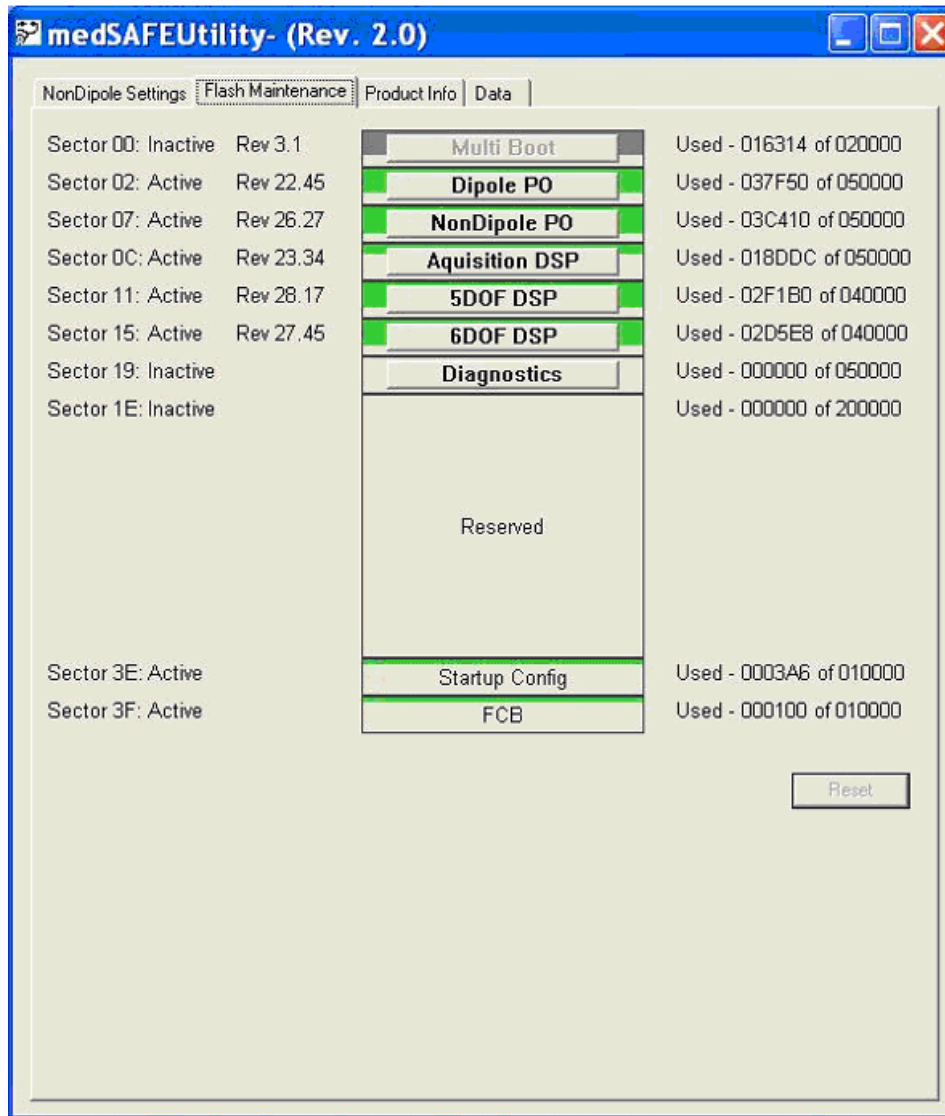 medSAFEUtility- (Rev. 2.0)
NonDipole Settings Flash Maintenance Product Info Data
Sector 00: Inactive Rev 3.1 Multi Boot Used - 016314 of 020000
Sector 02: Active Rev 22.45 Dipole PO Used - 037F50 of 050000
Sector 07: Active Rev 26.27 NonDipole PO Used - 03C410 of 050000
Sector 0C: Active Rev 23.34 Aquisition DSP Used - 018DDC of 050000
Sector 11: Active Rev 28.17 5DOF DSP Used - 02F1B0 of 040000
Sector 15: Active Rev 27.45 6DOF DSP Used - 02D5E8 of 040000
Sector 19: Inactive Diagnostics Used - 000000 of 050000
Sector 1E: Inactive Used - 000000 of 200000
Reserved
Sector 3E: Active Startup Config Used - 0003A6 of 010000
Sector 3F: Active FCB Used - 000100 of 010000
Reset